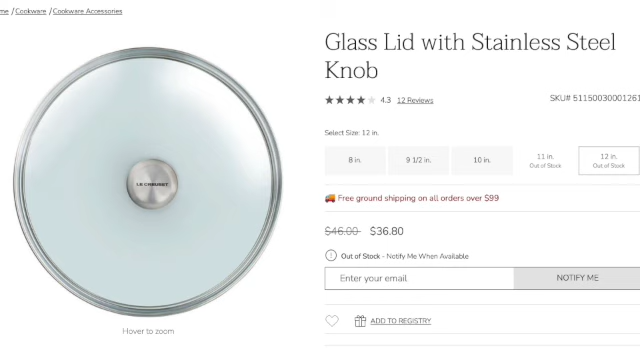 me / Cookware / Cookware Accessories
Glass Lid with Stainless Steel
Knob
4.3 12 Reviews
SKU# 51150030001261
Select Size: 12 in.
8 in.
9 1/2 in.
10 in.
11 in.
Out of Stock
12 in.
Out of Stock
LE CREUSET
Free ground shipping on all orders over $99
$46.00 $36.80
Out of Stock - Notify Me When Available
Enter your email
NOTIFY ME
Hover to zoom
ADD TO REGISTRY